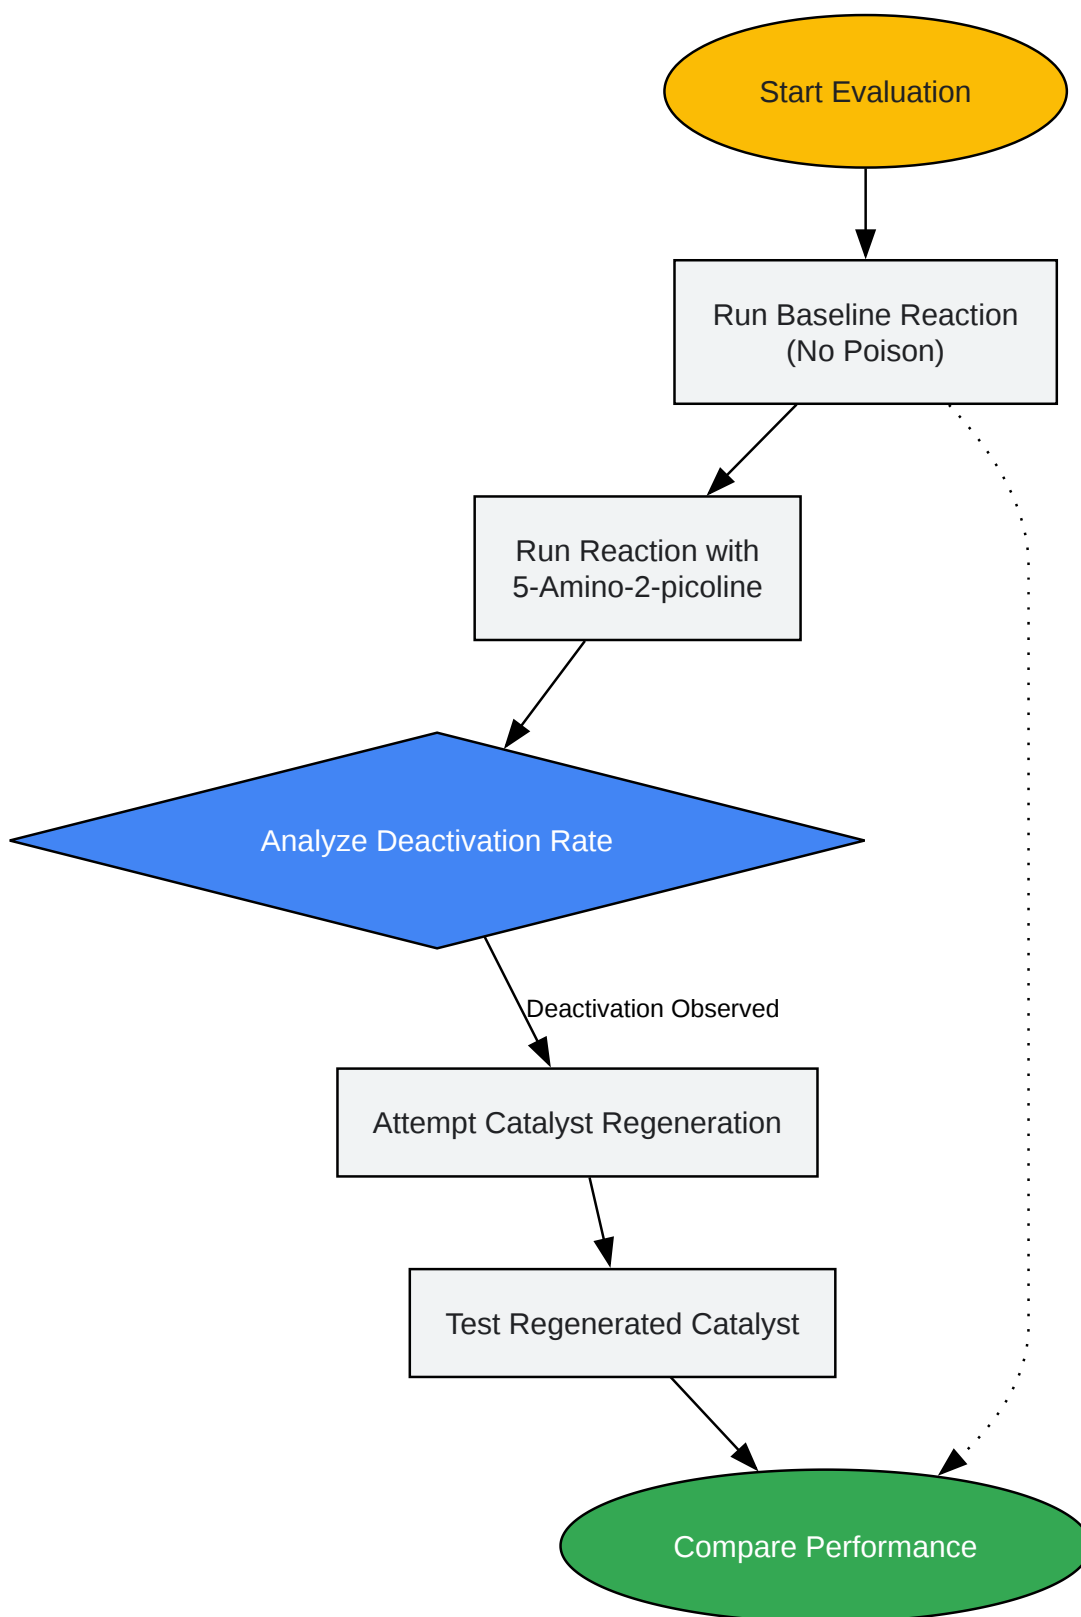 Start Evaluation
Run Baseline Reaction
(No Poison)
Run Reaction with
5-Amino-2-picoline
Analyze Deactivation Rate
Deactivation Observed
Attempt Catalyst Regeneration
Test Regenerated Catalyst
Compare Performance